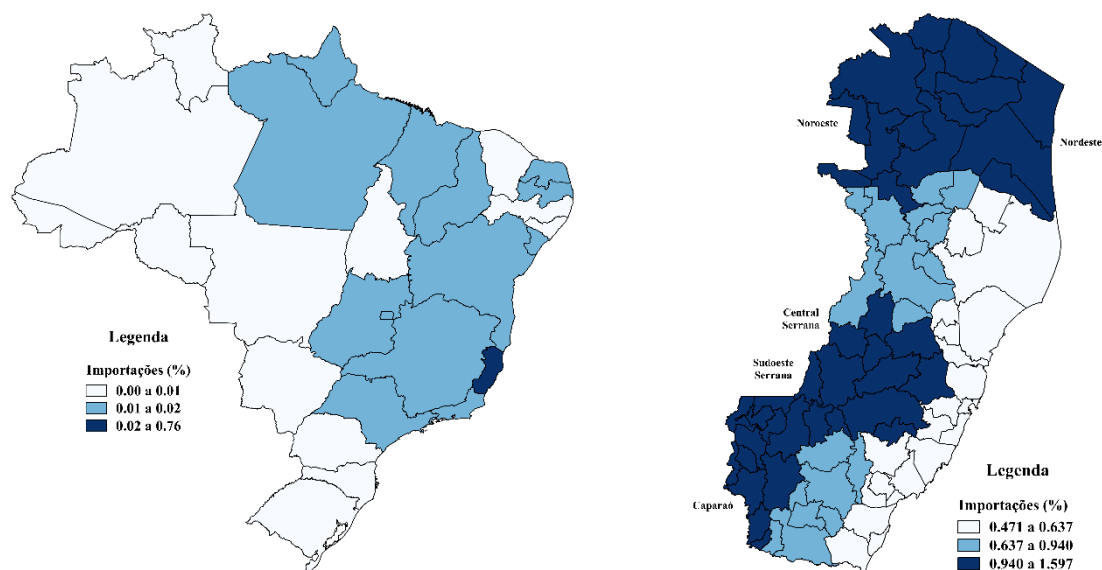 Legenda
Importações (%)
0.00 a 0.01
0.01 a 0.02
0.02 a 0.76
Noroeste
Nordeste
Central
Serrana
Sudoeste
Serrana
Caparaó
Legenda
Importações (%)
0.471 a 0.637
0.637 a 0.940
0.940 a 1.597